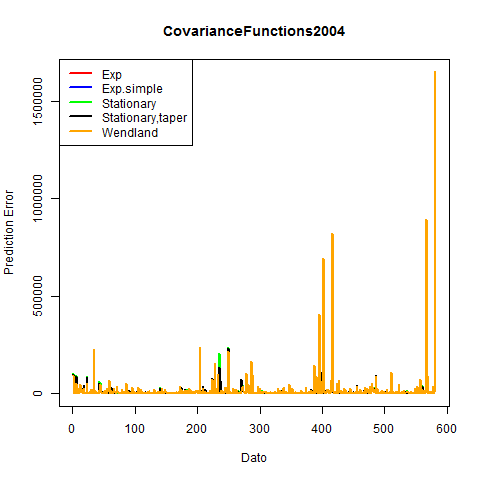 CovarianceFunctions2004
Exp
Exp.simple
Stationary
Stationary,taper
Wendland
Prediction Error
0
500000
1000000
1500000
0
100
200
300
400
500
600
Dato